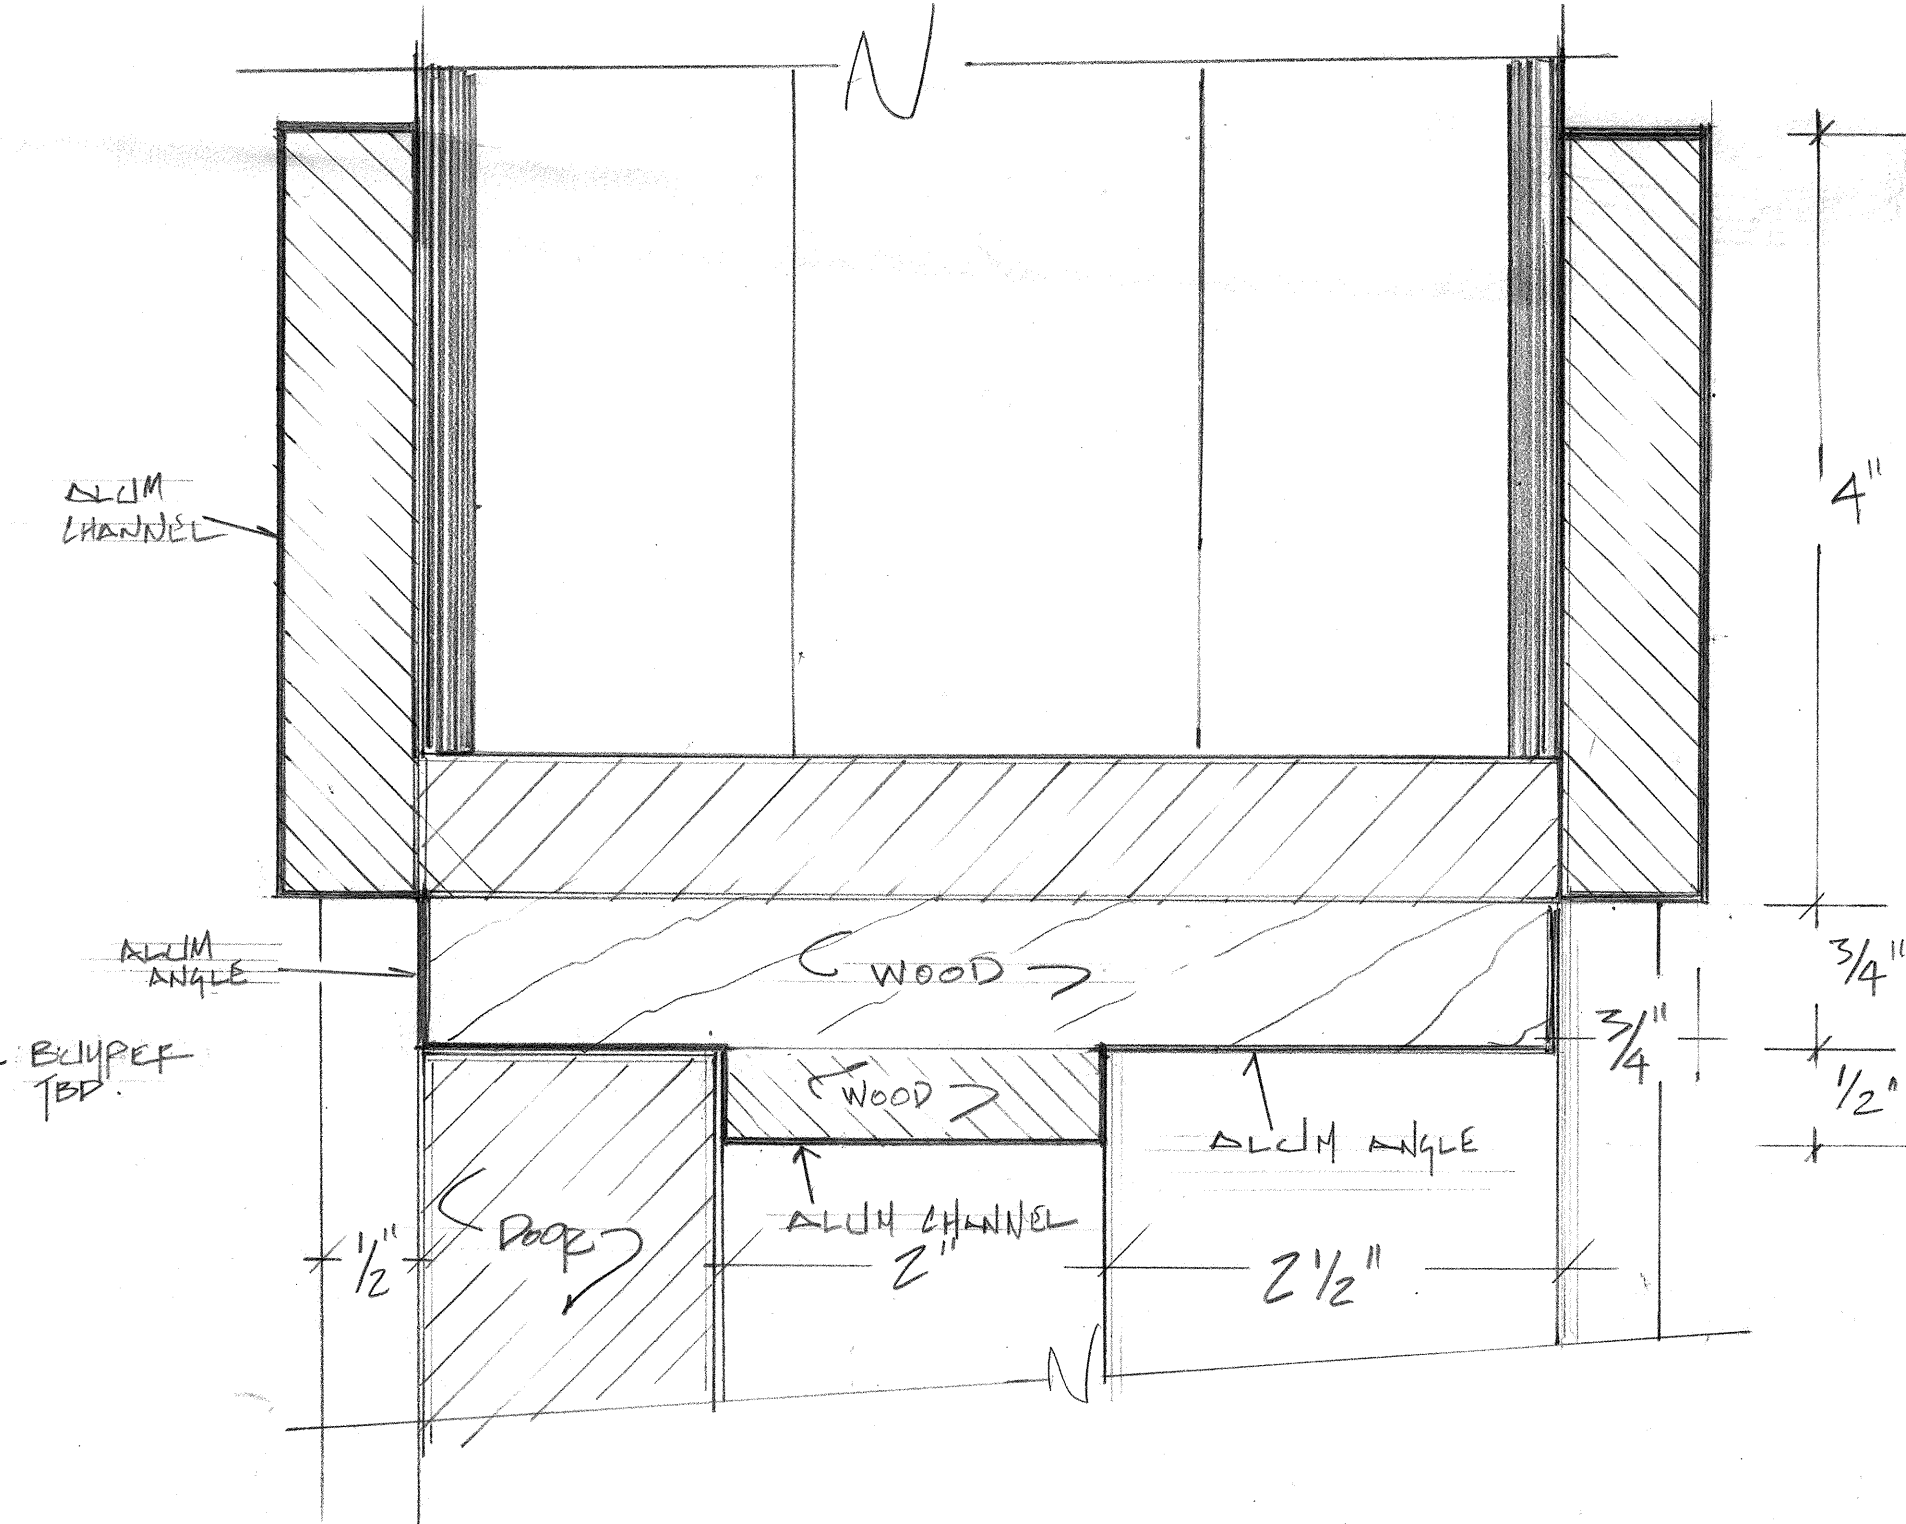 N
ALUM
CHANNEL
4"
WOOD
ALUM
ANGLE
3/4"
3/4"
BUMPER
TBD.
WOOD
1/2"
ALUM ANGLE
ALUM CHANNEL
DOOR
1/2"
2"
2 1/2"
N